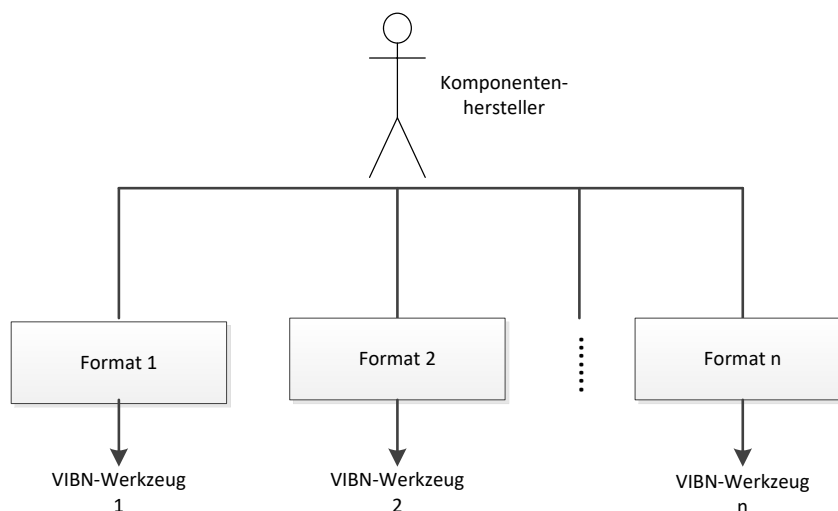 Komponenten-
hersteller
Format 1
Format 2
Format n
VIBN-Werkzeug
1
VIBN-Werkzeug
2
VIBN-Werkzeug
n